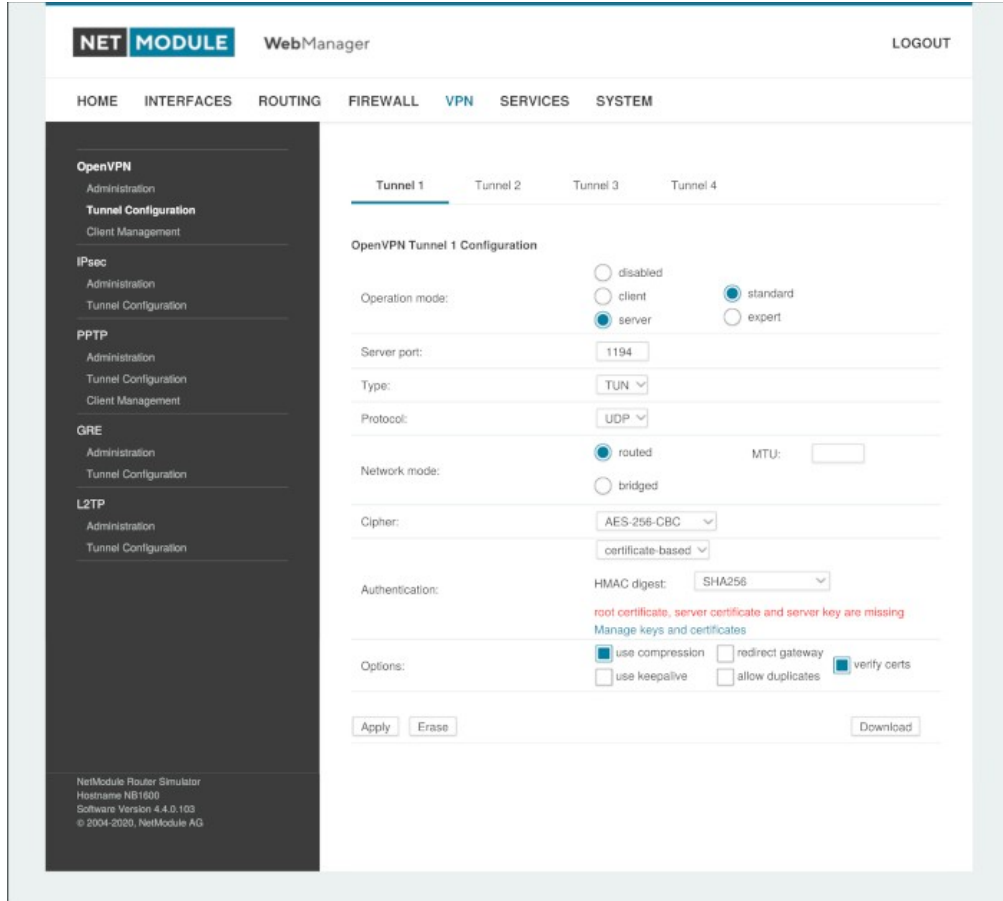 NET MODULE WebManager LOGOUT
HOME INTERFACES ROUTING FIREWALL VPN SERVICES SYSTEM
OpenVPN
Administration
Tunnel Configuration
Client Management
IPsec
Administration
Tunnel Configuration
PPTP
Administration
Tunnel Configuration
Client Management
GRE
Administration
Tunnel Configuration
L2TP
Administration
Tunnel Configuration
NetModule Router Simulator
Hostname NB1600
Software Version 4.4.0.103
© 2004-2020, NetModule AG
Tunnel 1 Tunnel 2 Tunnel 3 Tunnel 4
OpenVPN Tunnel 1 Configuration
Operation mode:
disabled
client
server
standard
expert
Server port: 1194
Type: TUN
Protocol: UDP
Network mode:
routed
bridged
MTU:
Cipher: AES-256-CBC
Authentication:
certificate-based
HMAC digest: SHA256
root certificate, server certificate and server key are missing
Manage keys and certificates
Options:
use compression redirect gateway verify certs
use keepalive allow duplicates
Apply Erase Download